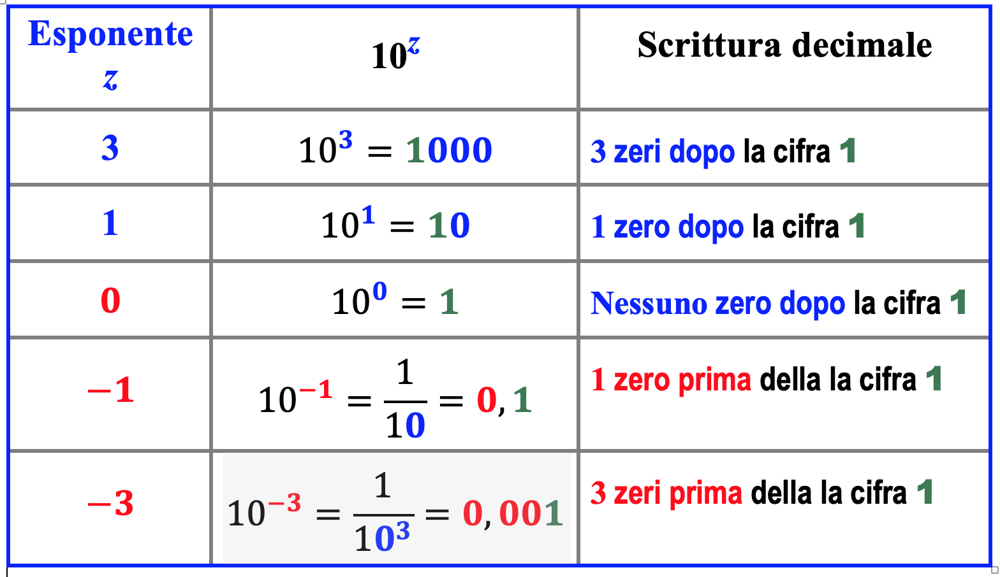 Esponente
z
10^z
Scrittura decimale
3
10^3 = 1000
3 zeri dopo la cifra 1
1
10^1 = 10
1 zero dopo la cifra 1
0
10^0 = 1
Nessuno zero dopo la cifra 1
−1
10^−1 = 1/10 = 0,1
1 zero prima della la cifra 1
−3
10^−3 = 1/10^3 = 0,001
3 zeri prima della la cifra 1